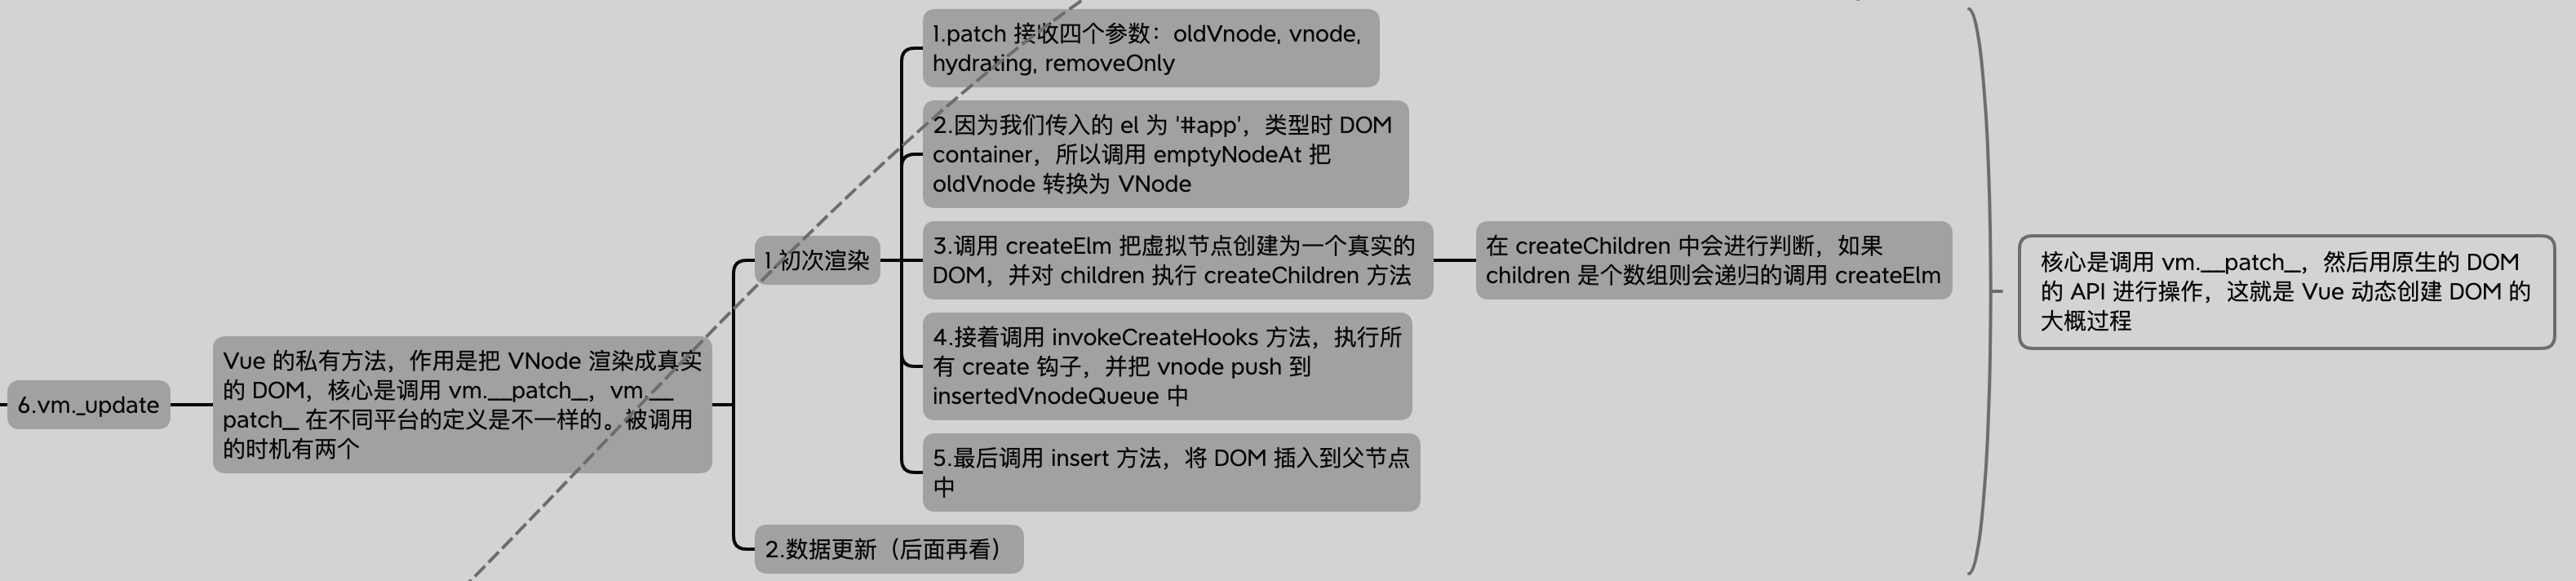 6.vm._update
Vue 的私有方法，作用是把 VNode 渲染成真实
的 DOM，核心是调用 vm.__patch__，vm.__
patch__ 在不同平台的定义是不一样的。被调用
的时机有两个
1.初次渲染
1.patch 接收四个参数：oldVnode, vnode,
hydrating, removeOnly
2.因为我们传入的 el 为 '#app'，类型时 DOM
container，所以调用 emptyNodeAt 把
oldVnode 转换为 VNode
3.调用 createElm 把虚拟节点创建为一个真实的
DOM，并对 children 执行 createChildren 方法
在 createChildren 中会进行判断，如果
children 是个数组则会递归的调用 createElm
4.接着调用 invokeCreateHooks 方法，执行所
有 create 钩子，并把 vnode push 到
insertedVnodeQueue 中
5.最后调用 insert 方法，将 DOM 插入到父节点
中
2.数据更新（后面再看）
核心是调用 vm.__patch__，然后用原生的 DOM
的 API 进行操作，这就是 Vue 动态创建 DOM 的
大概过程